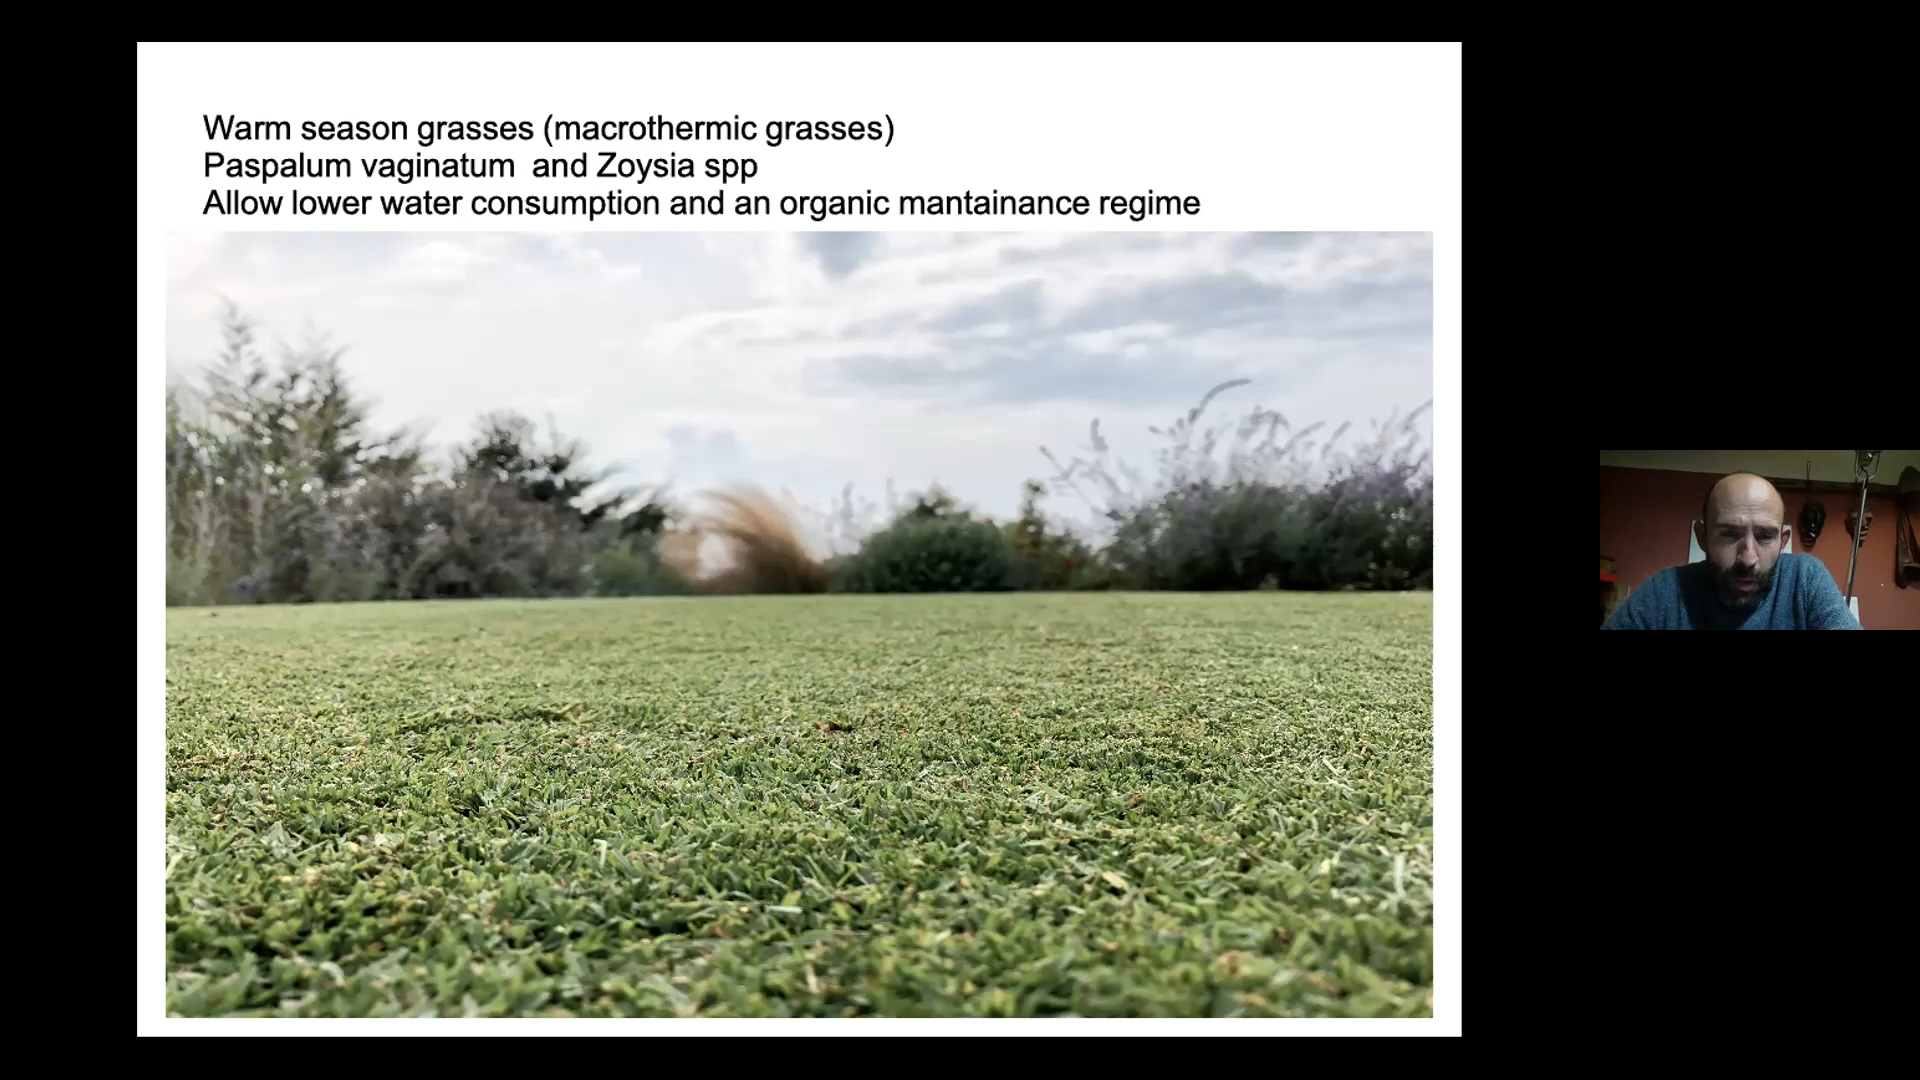 Warm season grasses (macrothermic grasses)
Paspalum vaginatum  and Zoysia spp
Allow lower water consumption and an organic mantainance regime